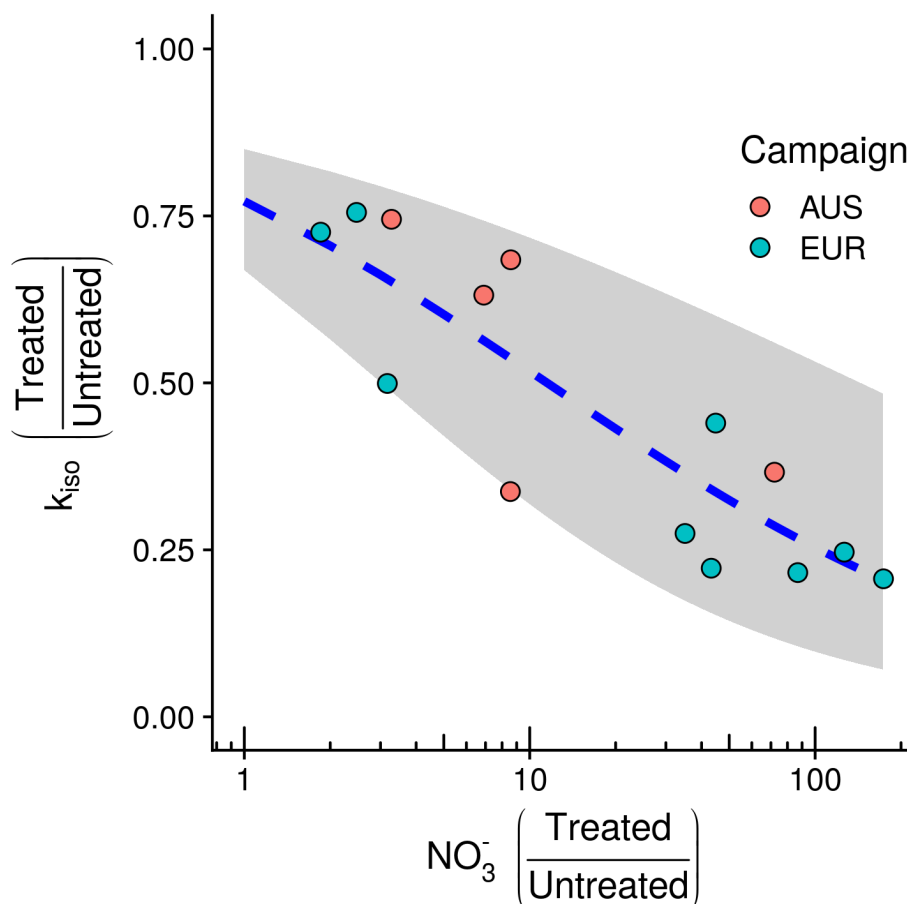 1.00
0.75
0.50
0.25
0.00
k_iso (Treated / Untreated)
Campaign
AUS
EUR
1 10 100
NO₃⁻ (Treated / Untreated)